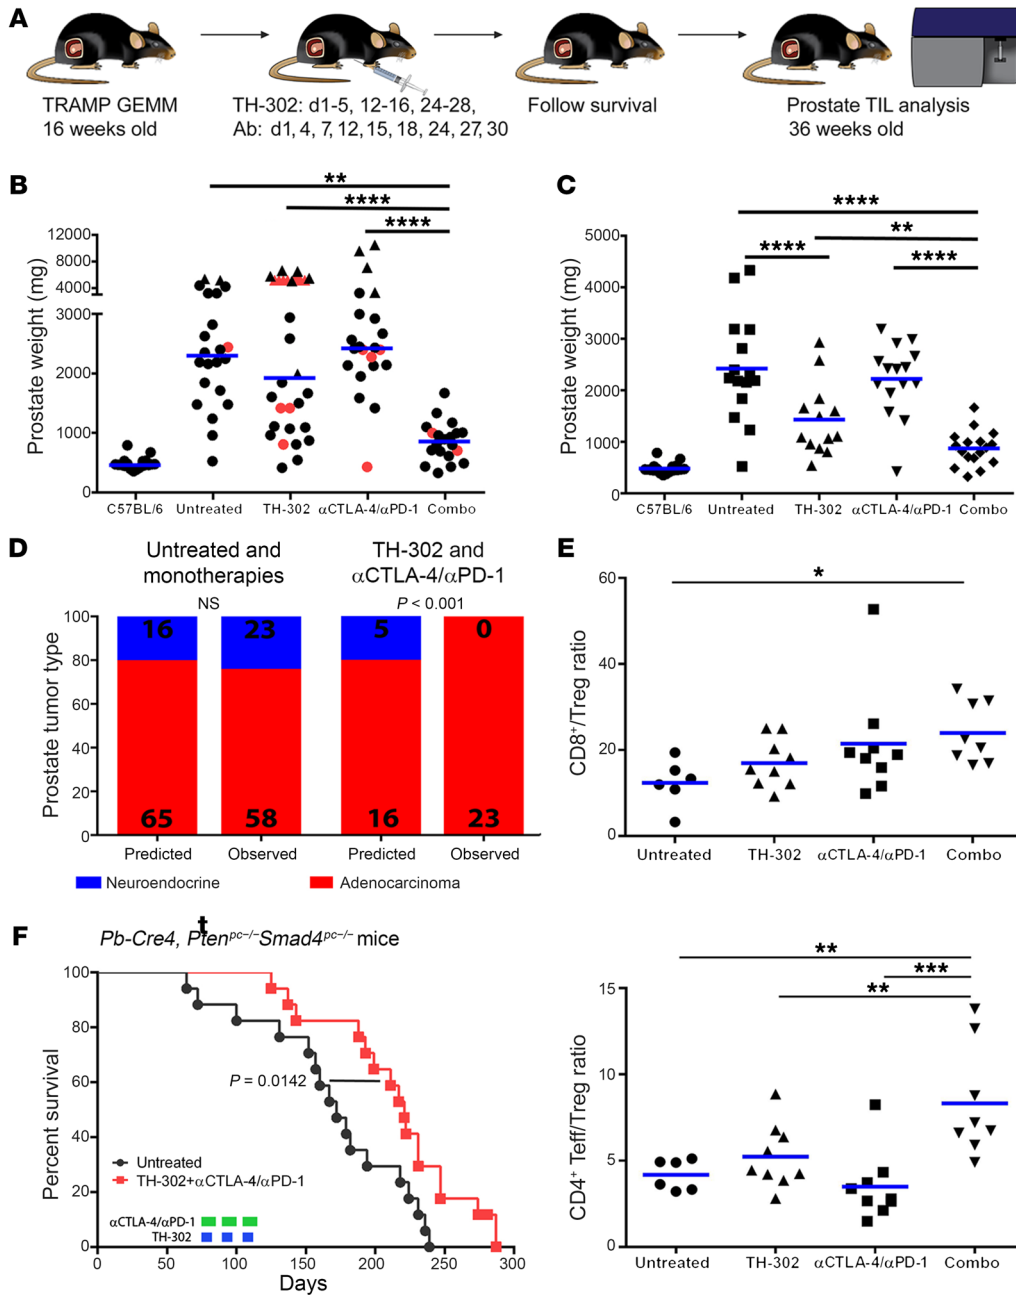 A
TRAMP GEMM
16 weeks old
TH-302: d1-5, 12-16, 24-28,
Ab: d1, 4, 7, 12, 15, 18, 24, 27, 30
Follow survival
Prostate TIL analysis
36 weeks old
B
**
****
****
Prostate weight (mg)
12000
8000
4000
3000
2000
1000
0
C57BL/6 Untreated TH-302 αCTLA-4/αPD-1 Combo
C
****
**
****
****
Prostate weight (mg)
5000
4000
3000
2000
1000
0
C57BL/6 Untreated TH-302 αCTLA-4/αPD-1 Combo
D
Untreated and
monotherapies
NS
TH-302 and
αCTLA-4/αPD-1
P < 0.001
Prostate tumor type
100
80
60
40
20
0
16 23 5 0
65 58 16 23
Predicted Observed Predicted Observed
Neuroendocrine Adenocarcinoma
E
*
CD8+/Treg ratio
60
40
20
0
Untreated TH-302 αCTLA-4/αPD-1 Combo
**
***
**
CD4+ Teff/Treg ratio
15
10
5
0
Untreated TH-302 αCTLA-4/αPD-1 Combo
F
t
Pb-Cre4, Ptenpc−/−Smad4pc−/− mice
Percent survival
100
80
60
40
20
0
P = 0.0142
Untreated
TH-302+αCTLA-4/αPD-1
αCTLA-4/αPD-1
TH-302
0 50 100 150 200 250 300
Days